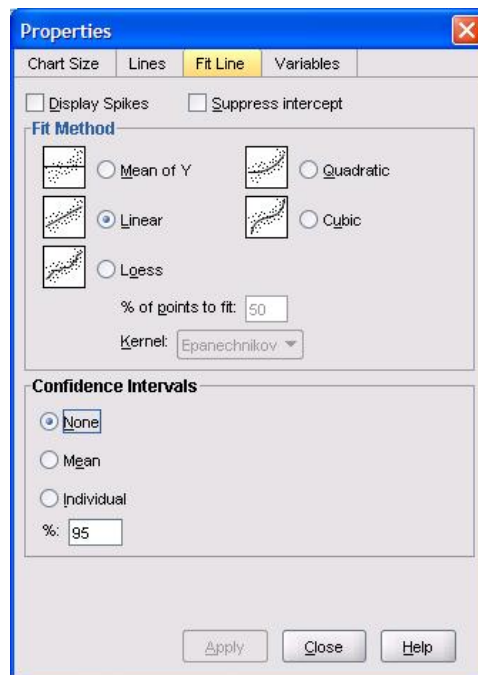 Properties
Chart Size Lines Fit Line Variables
Display Spikes Suppress intercept
Fit Method
Mean of Y Quadratic
Linear Cubic
Loess
% of points to fit: 50
Kernel: Epanechnikov
Confidence Intervals
None
Mean
Individual
%: 95
Apply Close Help